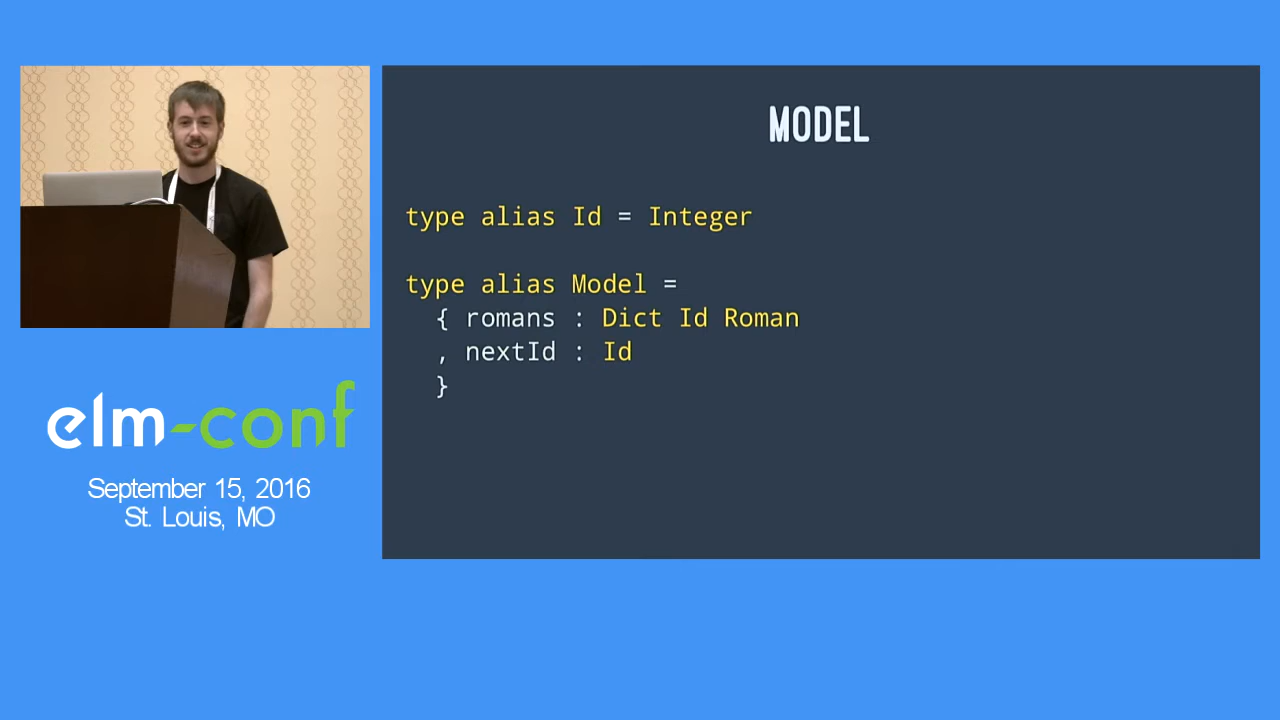 MODEL
type alias Id = Integer
type alias Model =
{ romans : Dict Id Roman
, nextId : Id
}
elm-conf
September 15, 2016
St. Louis, MO